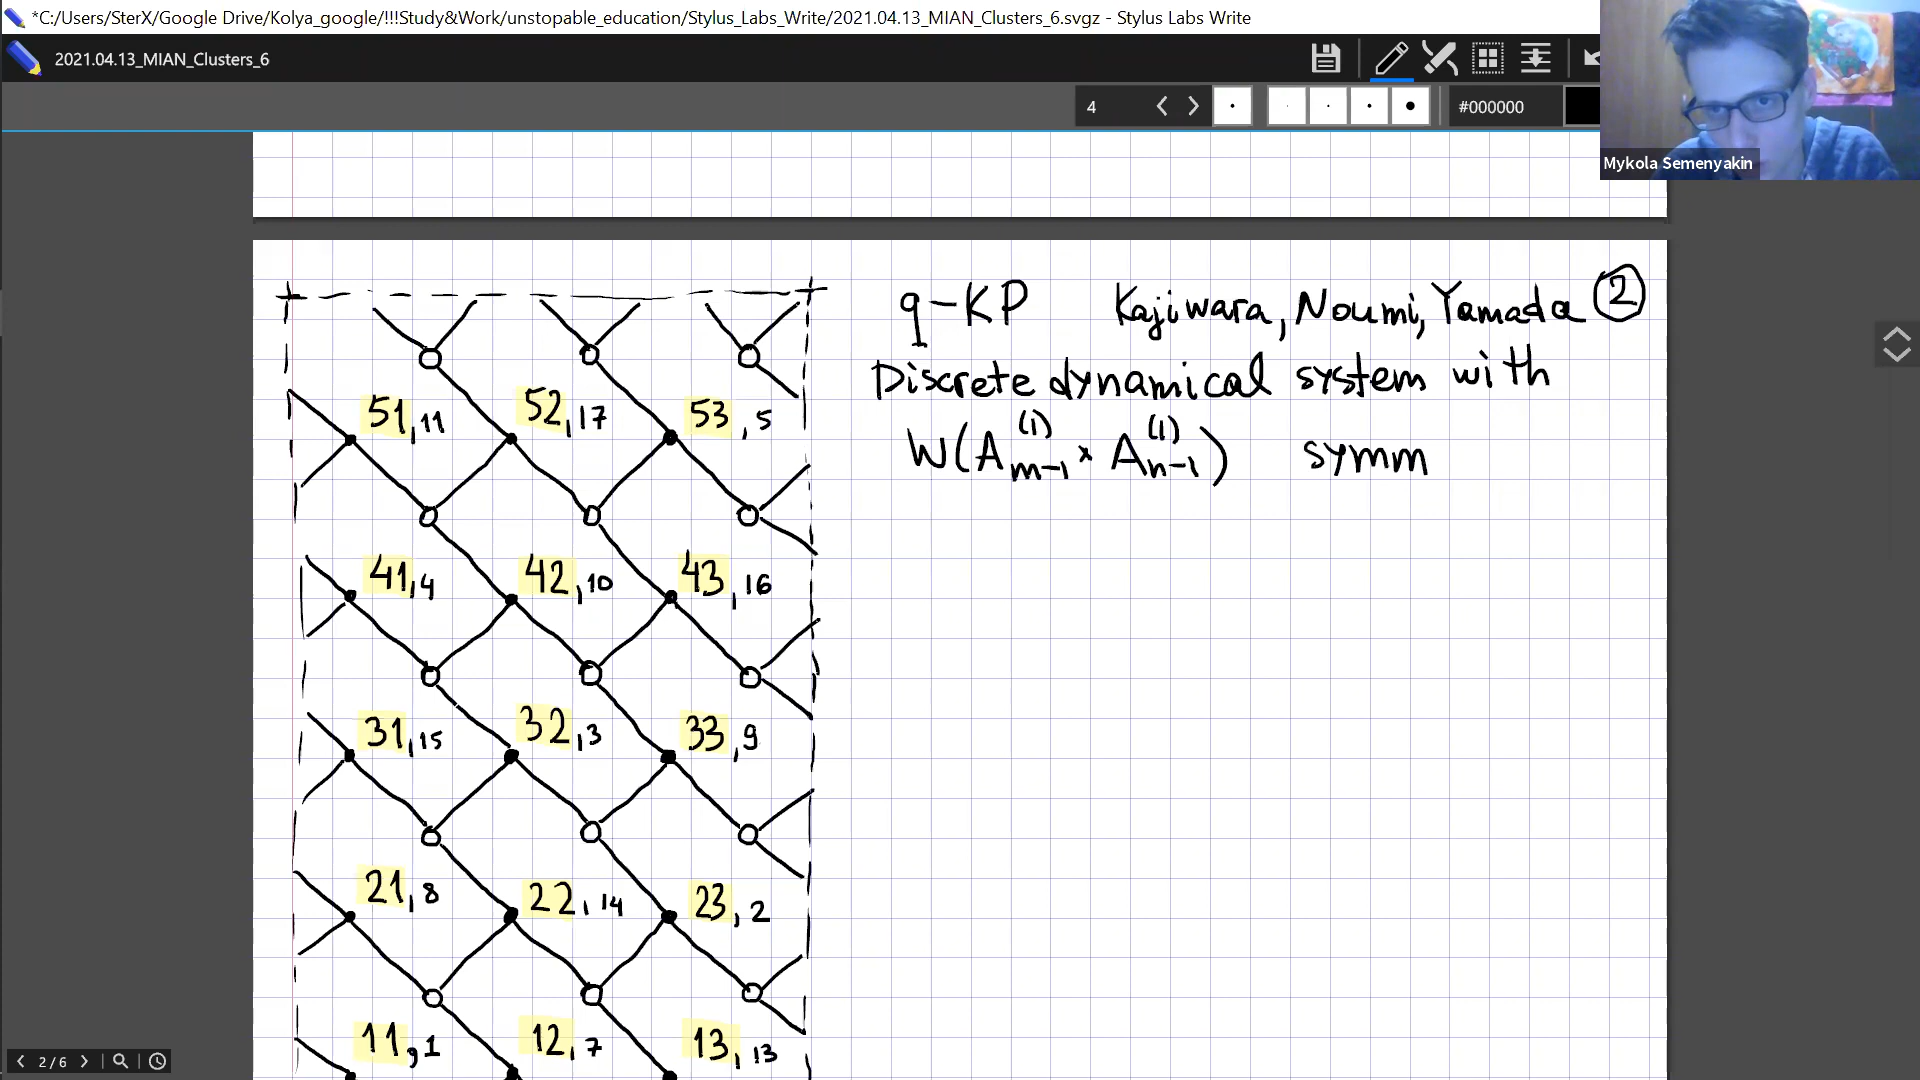 *C:/Users/SterX/Google Drive/Kolya_google/!!!Study&Work/unstopable_education/Stylus_Labs_Write/2021.04.13_MIAN_Clusters_6.svgz - Stylus Labs Write
2021.04.13_MIAN_Clusters_6
4
#000000
Mykola Semenyakin
q-KP Kajiwara, Noumi, Yamada 2
Discrete dynamical system with
W(A^(1)_{m-1} × A^(1)_{n-1}) symm
51,11 52,17 53,5
41,4 42,10 43,16
31,15 32,3 33,9
21,8 22,14 23,2
11,1 12,7 13,13
2/6